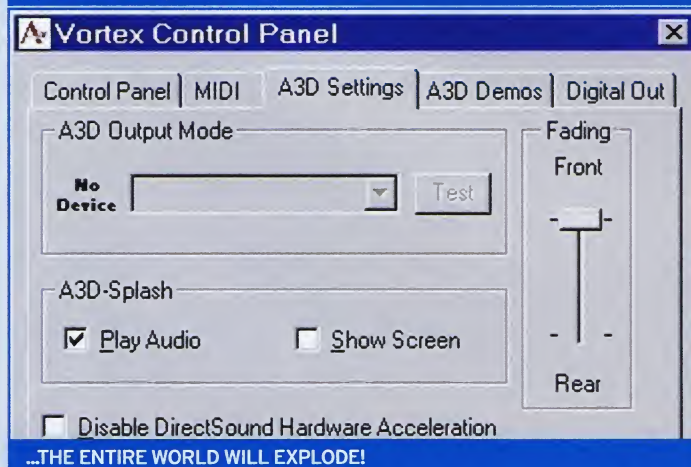 Vortex Control Panel
Control Panel MIDI A3D Settings A3D Demos Digital Out
A3D Output Mode
No
Device
Test
Fading
Front
Rear
A3D-Splash
Play Audio
Show Screen
Disable DirectSound Hardware Acceleration
...THE ENTIRE WORLD WILL EXPLODE!